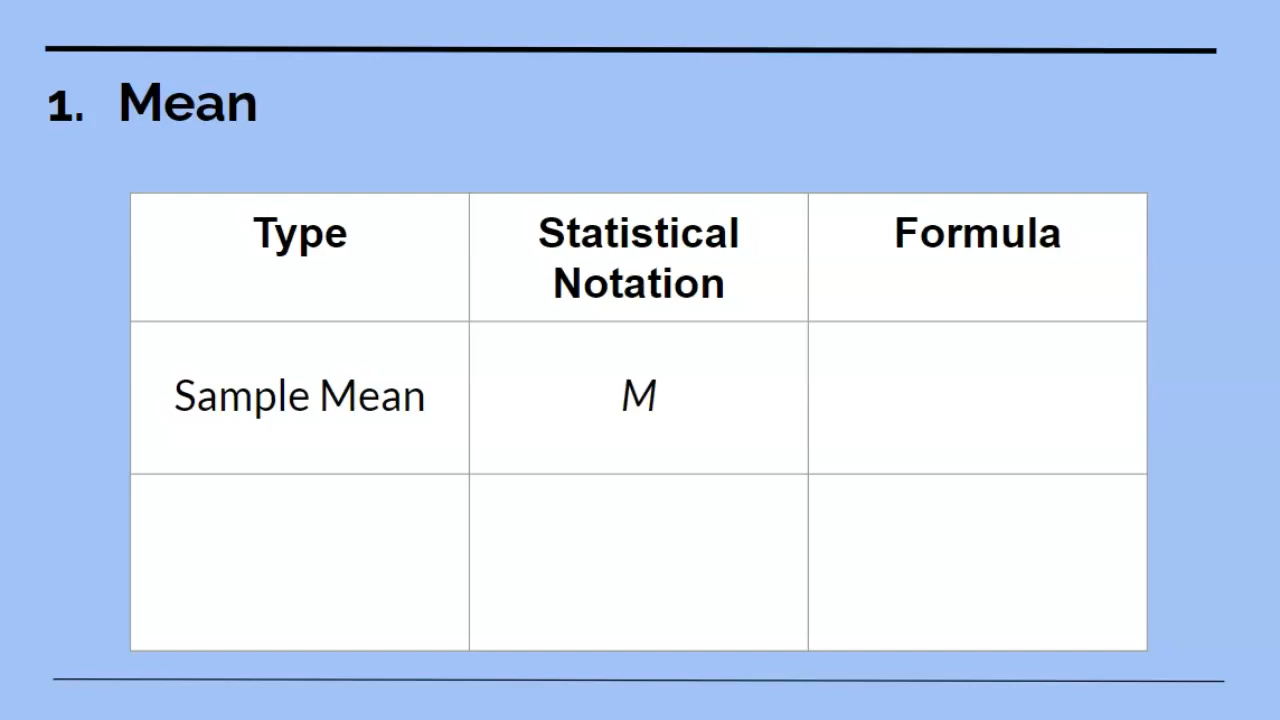 1. Mean
Type
Statistical
Notation
Formula
Sample Mean
M